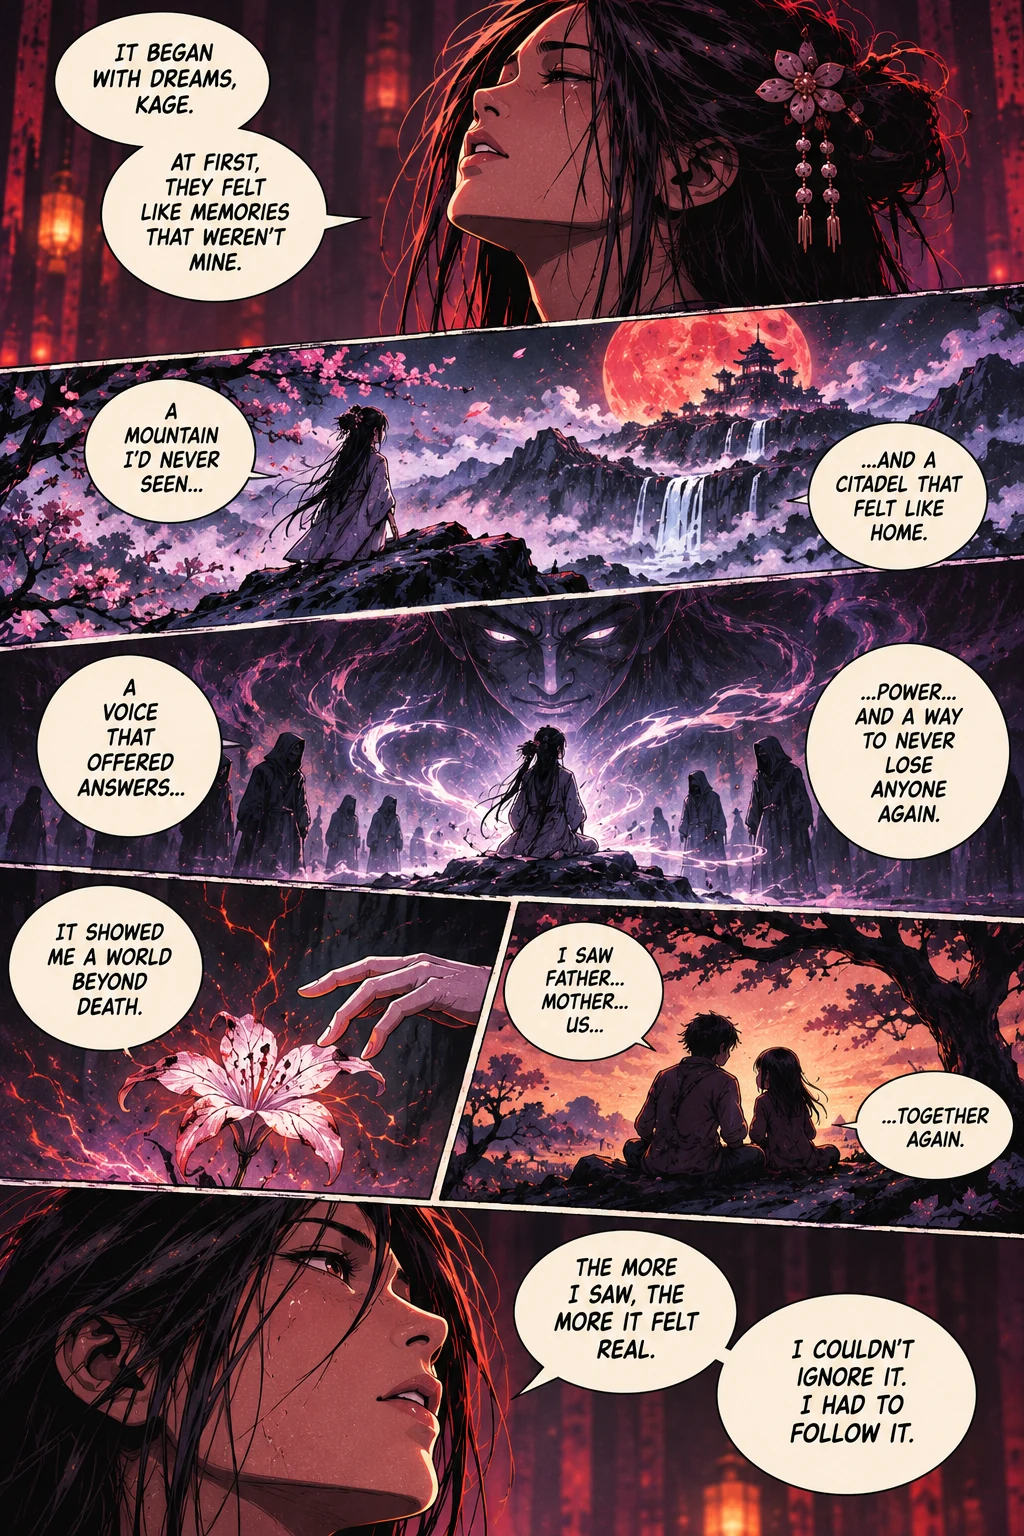 IT BEGAN
WITH DREAMS,
KAGE.
AT FIRST,
THEY FELT
LIKE MEMORIES
THAT WEREN'T
MINE.
A
MOUNTAIN
I'D NEVER
SEEN...
...AND A
CITADEL THAT
FELT LIKE
HOME.
A
VOICE
THAT
OFFERED
ANSWERS...
...POWER...
AND A WAY
TO NEVER
LOSE
ANYONE
AGAIN.
IT SHOWED
ME A WORLD
BEYOND
DEATH.
I SAW
FATHER...
MOTHER...
US...
...TOGETHER
AGAIN.
THE MORE
I SAW, THE
MORE IT FELT
REAL.
I COULDN'T
IGNORE IT.
I HAD TO
FOLLOW IT.